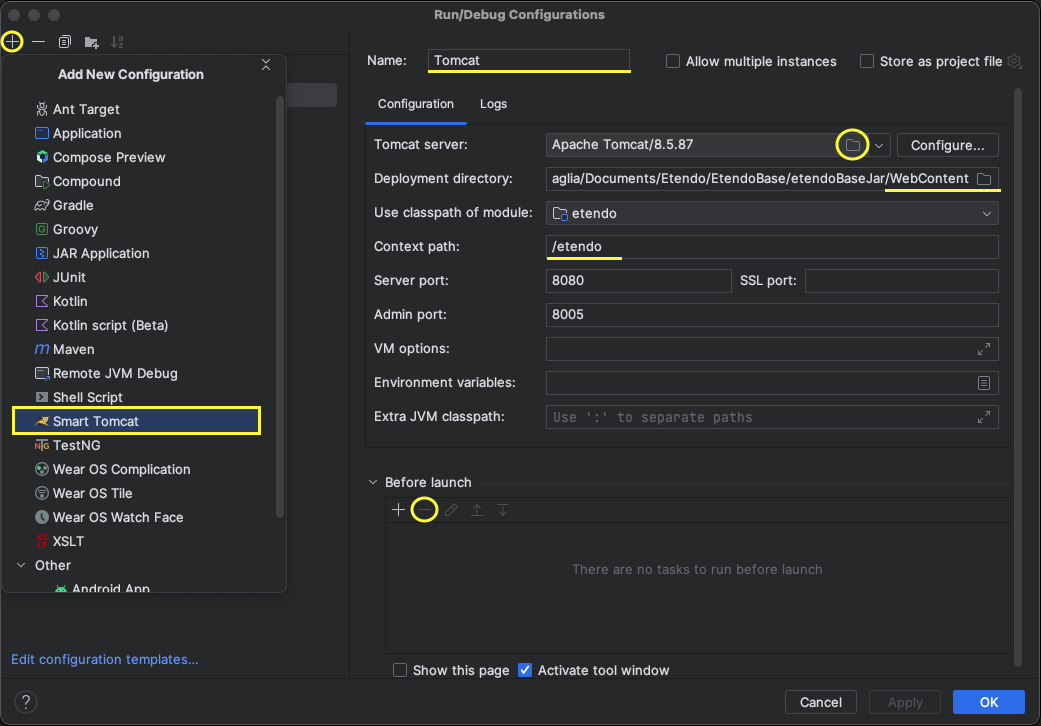 Run/Debug Configurations
Add New Configuration
Ant Target
Application
Compose Preview
Compound
Gradle
Groovy
JAR Application
JUnit
Kotlin
Kotlin script (Beta)
Maven
Remote JVM Debug
Shell Script
Smart Tomcat
TestNG
Wear OS Complication
Wear OS Tile
Wear OS Watch Face
XSLT
Other
Android App
Edit configuration templates...
?
Name: Tomcat
Allow multiple instances
Store as project file
Configuration Logs
Tomcat server: Apache Tomcat/8.5.87 Configure...
Deployment directory: aglia/Documents/Etendo/EtendoBase/etendoBaseJar/WebContent
Use classpath of module: etendo
Context path: /etendo
Server port: 8080 SSL port:
Admin port: 8005
VM options:
Environment variables:
Extra JVM classpath: Use ':' to separate paths
Before launch
There are no tasks to run before launch
Show this page Activate tool window
Cancel Apply OK